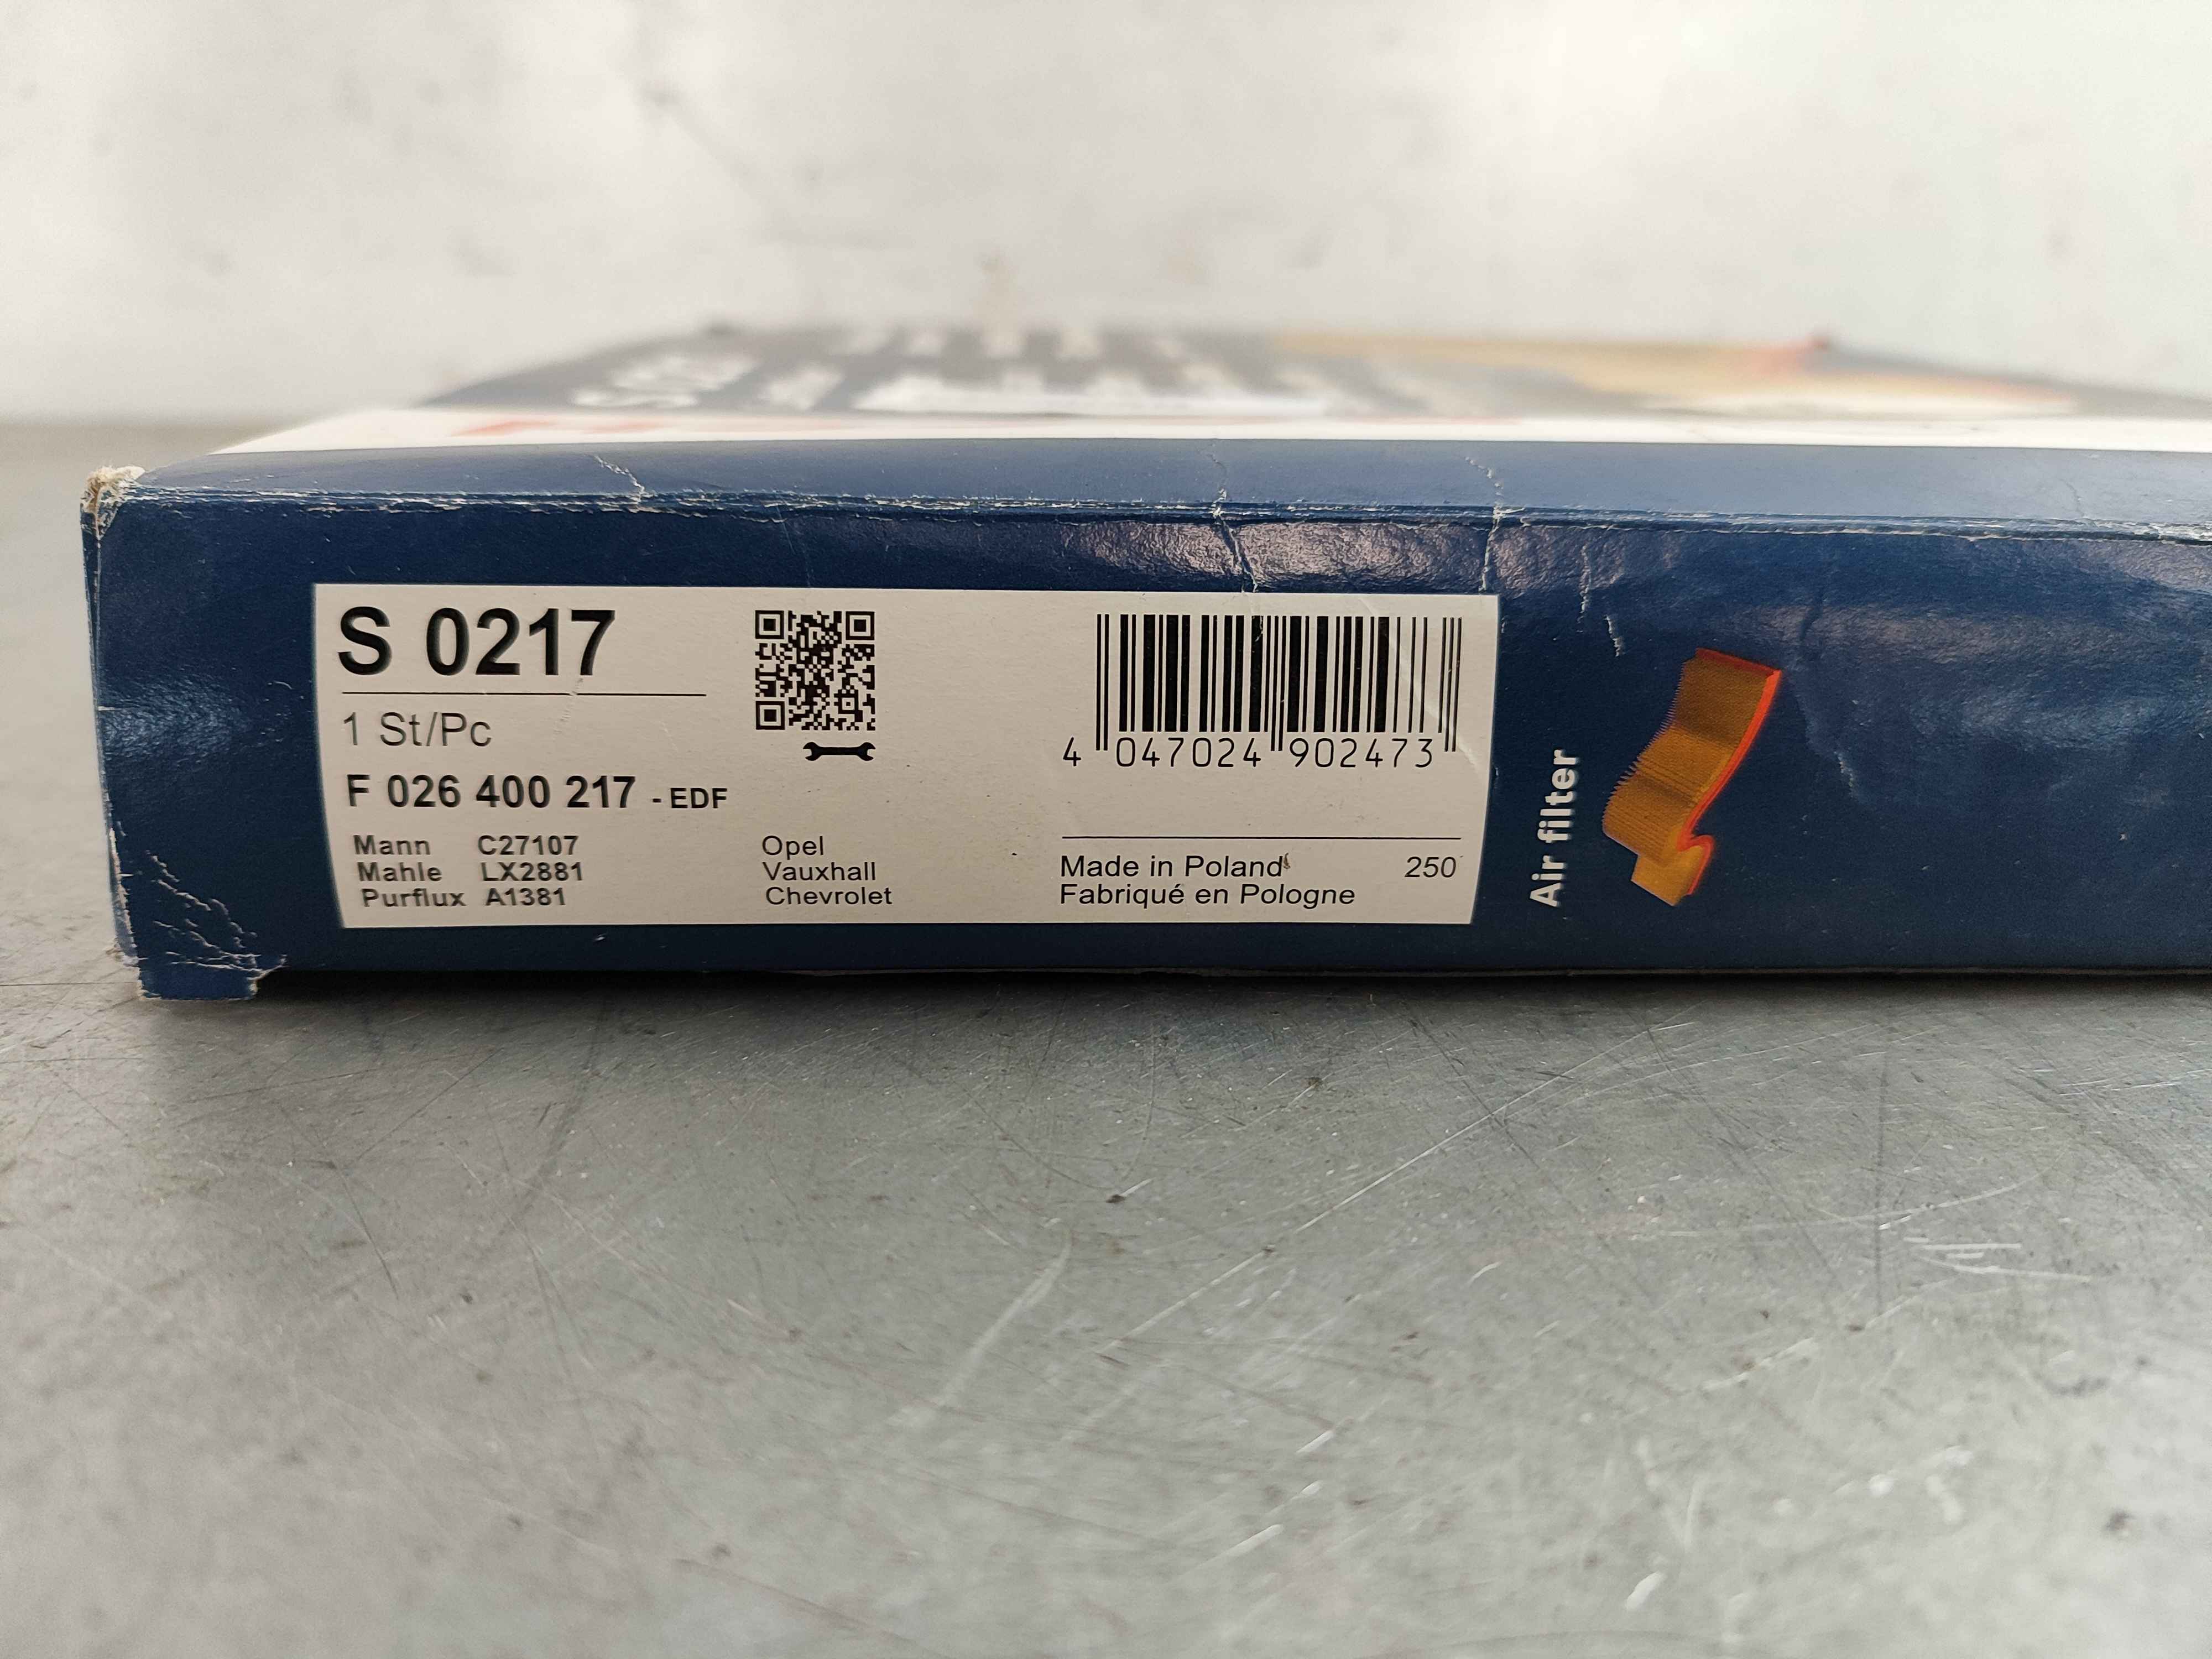 S 0217
1 St/Pc
F 026 400 217 - EDF
Mann C27107
Mahle LX2881
Purflux A1381
Opel
Vauxhall
Chevrolet
4 047024 902473
Made in Poland 250
Fabriqué en Pologne
Air filter